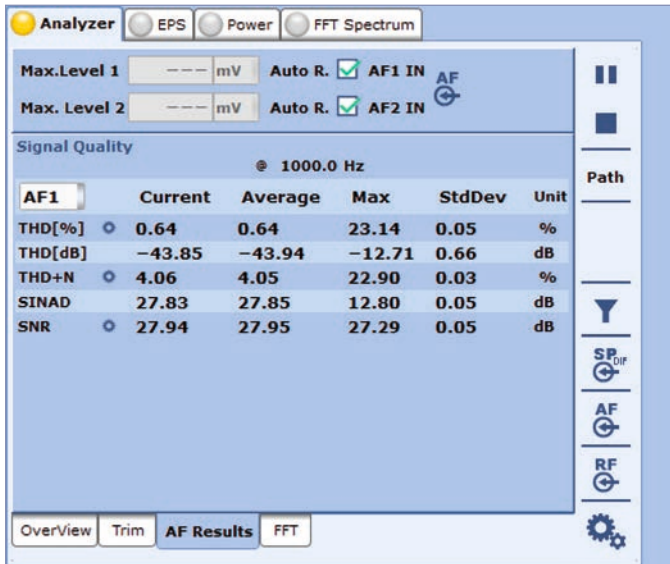 Analyzer EPS Power FFT Spectrum
Max.Level 1 --- mV Auto R. AF1 IN AF
Max. Level 2 --- mV Auto R. AF2 IN
Signal Quality
@ 1000.0 Hz
Path
AF1 Current Average Max StdDev Unit
THD[%] 0.64 0.64 23.14 0.05 %
THD[dB] −43.85 −43.94 −12.71 0.66 dB
THD+N 4.06 4.05 22.90 0.03 %
SINAD 27.83 27.85 12.80 0.05 dB
SNR 27.94 27.95 27.29 0.05 dB
SP DIF
AF
RF
OverView Trim AF Results FFT